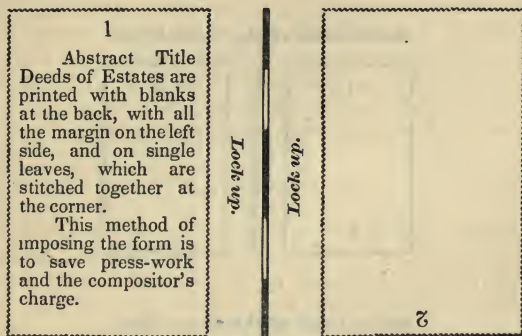 1
Abstract Title
Deeds of Estates are
printed with blanks
at the back, with all
the margin on the left
side, and on single
leaves, which are
stitched together at
the corner.
This method of
imposing the form is
to save press-work
and the compositor's
charge.
Lock up.
Lock up.
2